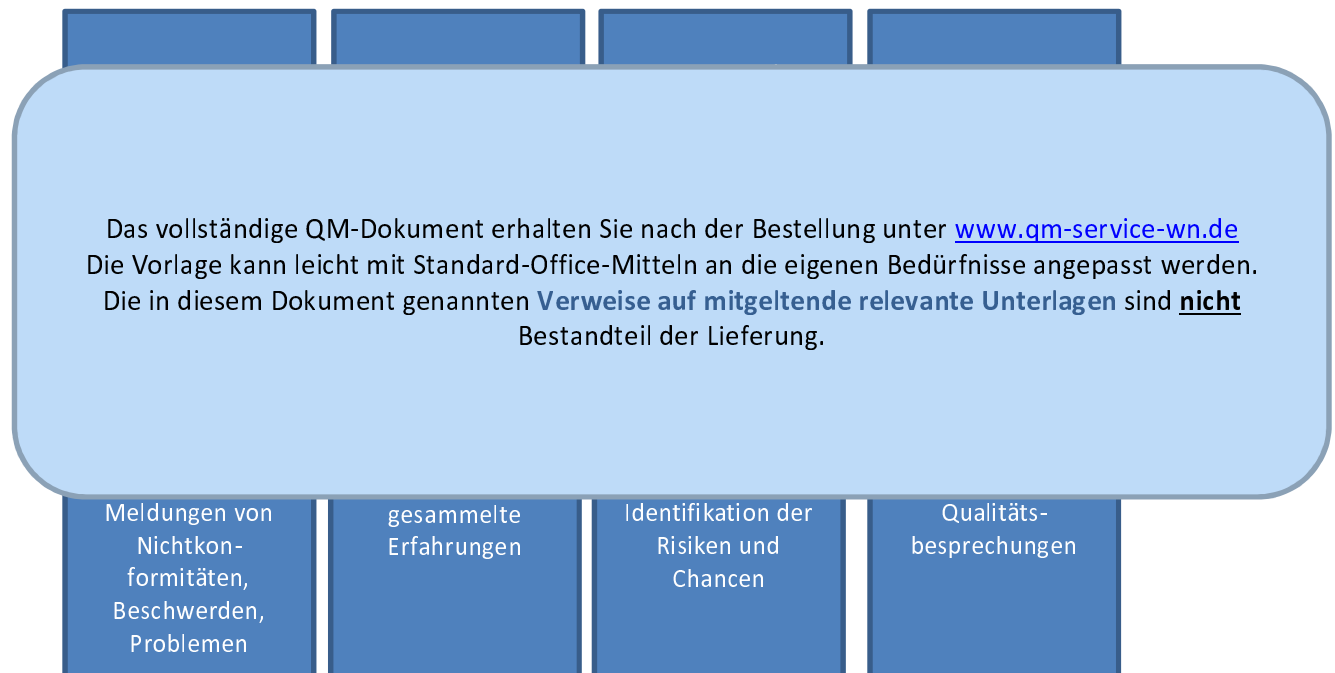 Das vollständige QM-Dokument erhalten Sie nach der Bestellung unter www.qm-service-wn.de
Die Vorlage kann leicht mit Standard-Office-Mitteln an die eigenen Bedürfnisse angepasst werden.
Die in diesem Dokument genannten Verweise auf mitgeltende relevante Unterlagen sind nicht
Bestandteil der Lieferung.
Meldungen von
Nichtkon-
formitäten,
Beschwerden,
Problemen
gesammelte
Erfahrungen
Identifikation der
Risiken und
Chancen
Qualitäts-
besprechungen